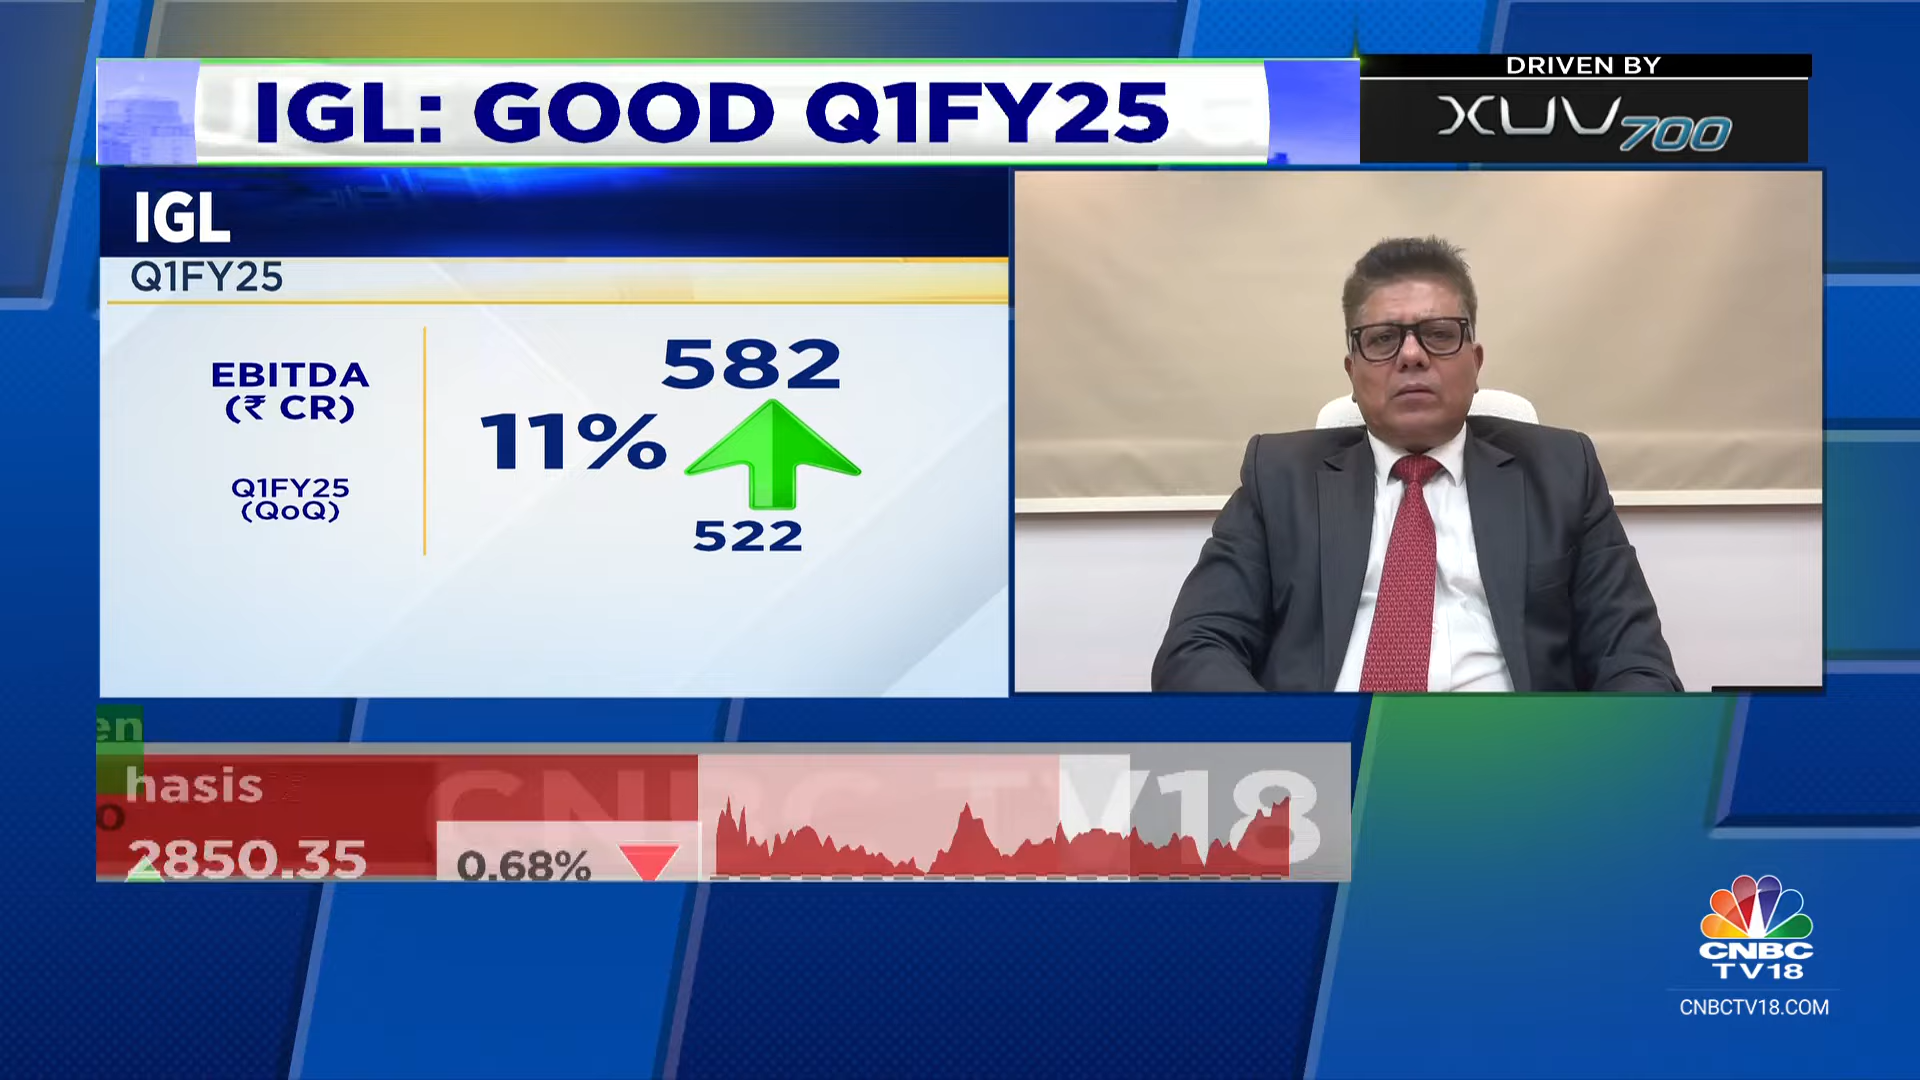 IGL: GOOD Q1FY25
DRIVEN BY
XUV700
IGL
Q1FY25
EBITDA
(₹ CR)
Q1FY25
(QoQ)
582
11%
522
en
hasis
2850.35
0.68%
CNBC TV18
CNBC
TV18
CNBCTV18.COM